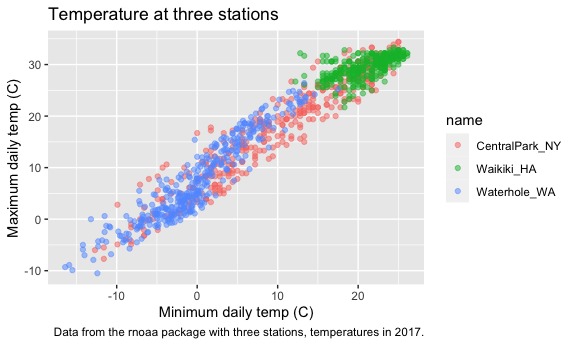 Temperature at three stations
Maximum daily temp (C)
30
20
10
0
-10
-10 0 10 20
Minimum daily temp (C)
name
CentralPark_NY
Waikiki_HA
Waterhole_WA
Data from the rnoaa package with three stations, temperatures in 2017.